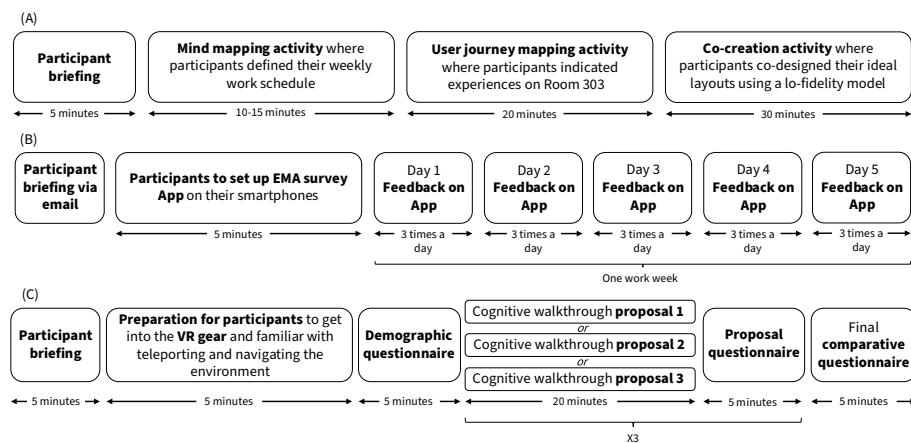 (A)
Participant
briefing
Mind mapping activity where
participants defined their weekly
work schedule
User journey mapping activity
where participants indicated
experiences on Room 303
Co-creation activity where
participants co-designed their ideal
layouts using a lo-fidelity model
5 minutes
10-15 minutes
20 minutes
30 minutes
(B)
Participant
briefing via
email
Participants to set up EMA survey
App on their smartphones
Day 1
Feedback on
App
Day 2
Feedback on
App
Day 3
Feedback on
App
Day 4
Feedback on
App
Day 5
Feedback on
App
5 minutes
3 times a
day
3 times a
day
3 times a
day
3 times a
day
3 times a
day
One work week
(C)
Participant
briefing
Preparation for participants to get
into the VR gear and familiar with
teleporting and navigating the
environment
Demographic
questionnaire
Cognitive walkthrough proposal 1
or
Cognitive walkthrough proposal 2
or
Cognitive walkthrough proposal 3
Proposal
questionnaire
Final
comparative
questionnaire
5 minutes
5 minutes
5 minutes
20 minutes
5 minutes
5 minutes
X3